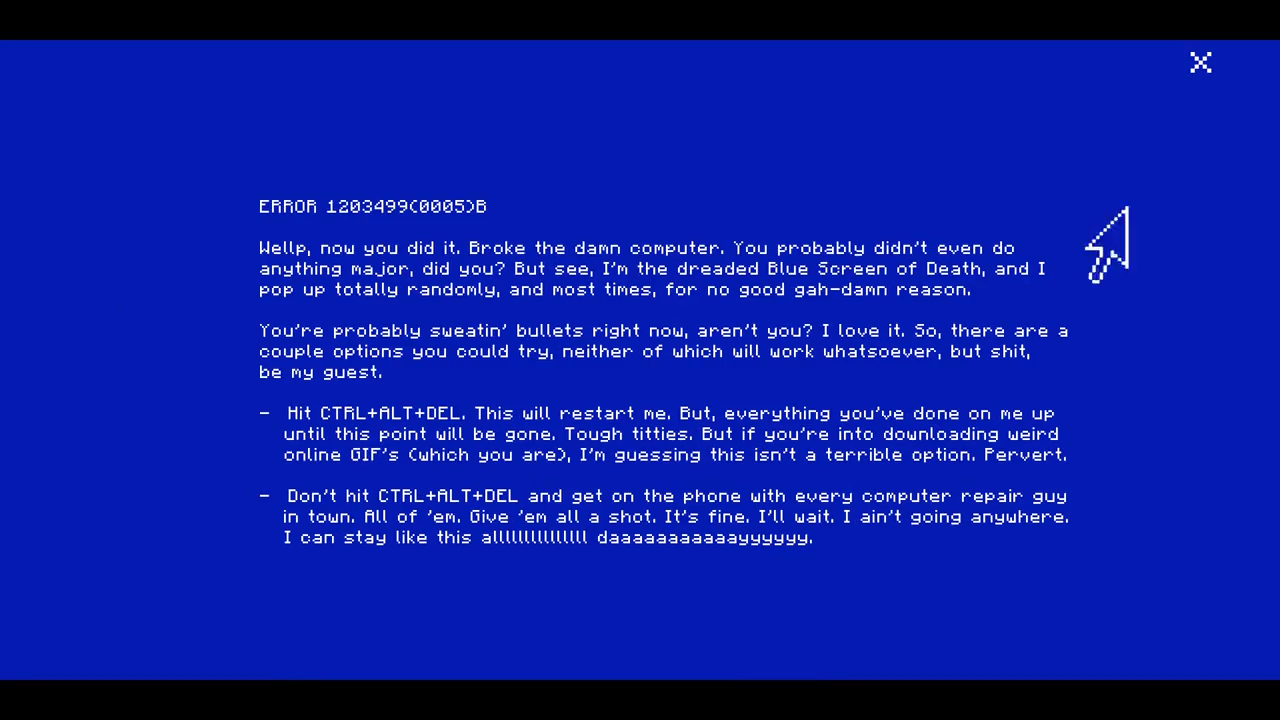 ERROR 1203499(0005)B
Wellp, now you did it. Broke the damn computer. You probably didn't even do
anything major, did you? But see, I'm the dreaded Blue Screen of Death, and I
pop up totally randomly, and most times, for no good gah-damn reason.
You're probably sweatin' bullets right now, aren't you? I love it. So, there are a
couple options you could try, neither of which will work whatsoever, but shit,
be my guest.
- Hit CTRL+ALT+DEL. This will restart me. But, everything you've done on me up
until this point will be gone. Tough titties. But if you're into downloading weird
online GIF's (which you are), I'm guessing this isn't a terrible option. Pervert.
- Don't hit CTRL+ALT+DEL and get on the phone with every computer repair guy
in town. All of 'em. Give 'em all a shot. It's fine. I'll wait. I ain't going anywhere.
I can stay like this alllllllllllllll daaaaaaaaaaayyyyyy.